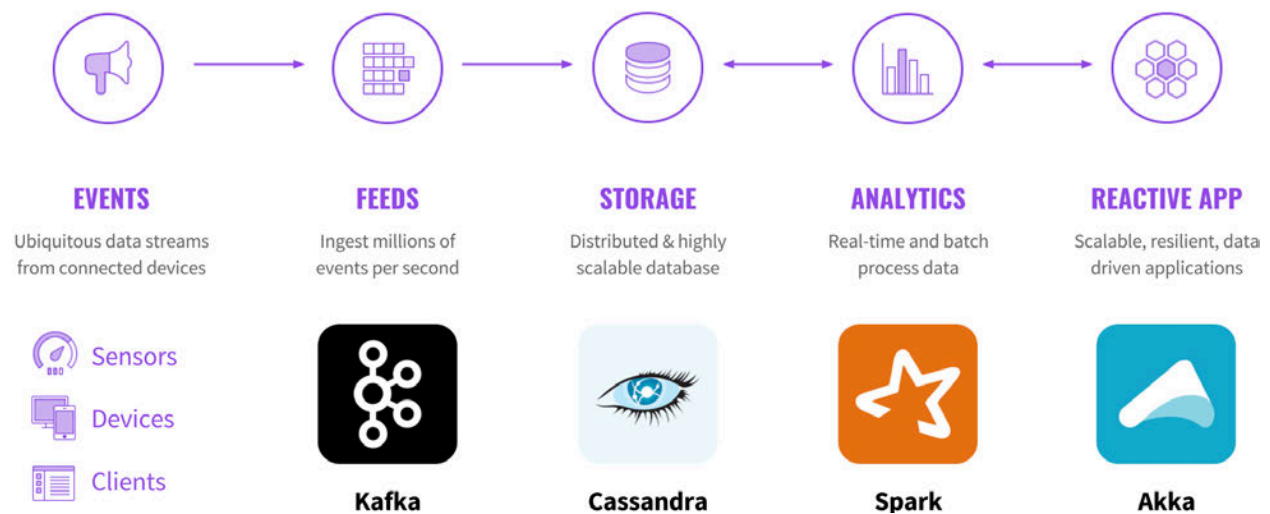 EVENTS
Ubiquitous data streams
from connected devices
Sensors
Devices
Clients
FEEDS
Ingest millions of
events per second
Kafka
STORAGE
Distributed & highly
scalable database
Cassandra
ANALYTICS
Real-time and batch
process data
Spark
REACTIVE APP
Scalable, resilient, data
driven applications
Akka